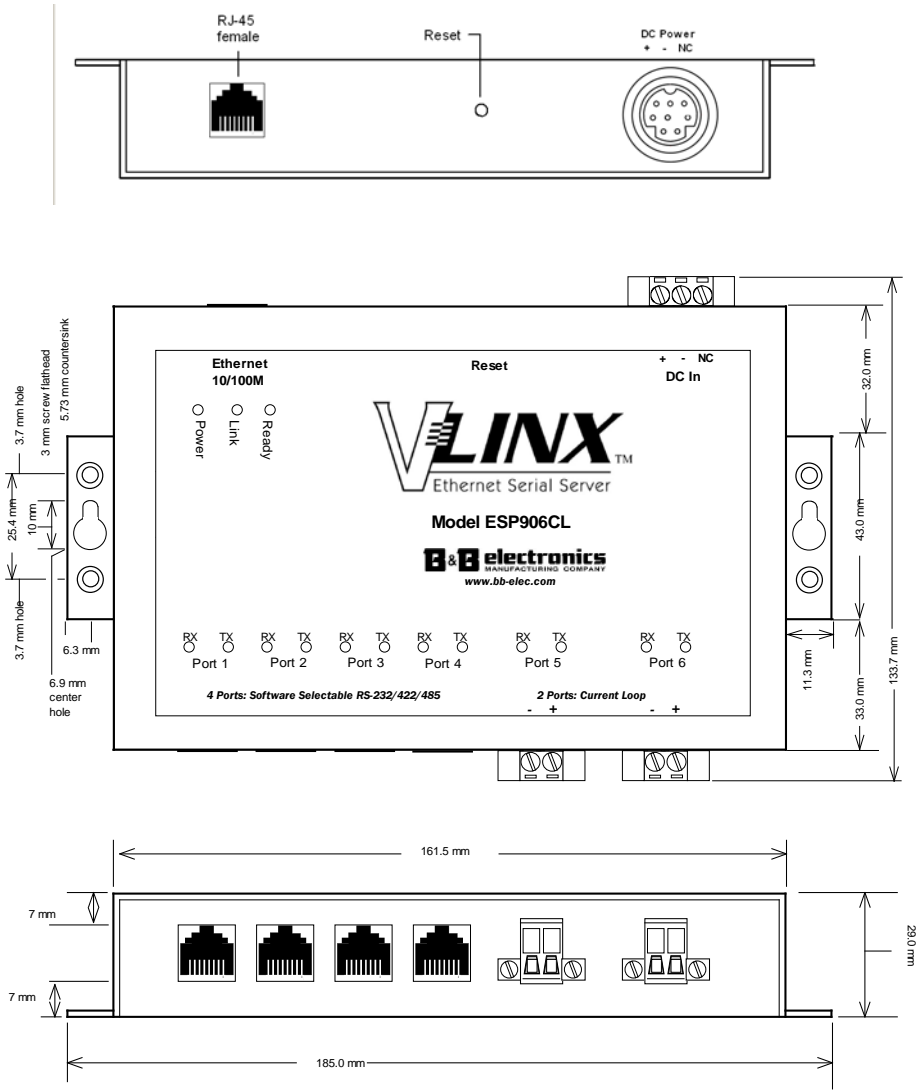 RJ-45
female
Reset
DC Power
+ - NC
3.7 mm hole
3 mm screw flathead
5.73 mm countersink
25.4 mm
10 mm
3.7 mm hole
6.3 mm
6.9 mm
center
hole
Ethernet
10/100M
Power
Link
Ready
Reset
+ - NC
DC In
VLINX TM
Ethernet Serial Server
Model ESP906CL
B&B electronics
MANUFACTURING COMPANY
www.bb-elec.com
RX TX RX TX RX TX RX TX RX TX RX TX
Port 1 Port 2 Port 3 Port 4 Port 5 Port 6
4 Ports: Software Selectable RS-232/422/485 2 Ports: Current Loop
- + - +
32.0 mm
43.0 mm
11.3 mm
33.0 mm
133.7 mm
161.5 mm
7 mm
7 mm
29.0 mm
185.0 mm